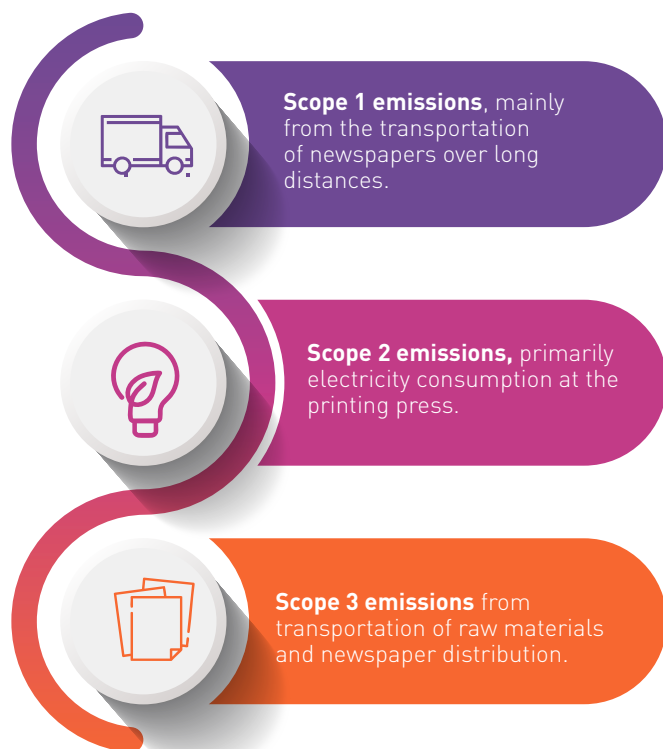 Scope 1 emissions, mainly
from the transportation
of newspapers over long
distances.
Scope 2 emissions, primarily
electricity consumption at the
printing press.
Scope 3 emissions from
transportation of raw materials
and newspaper distribution.